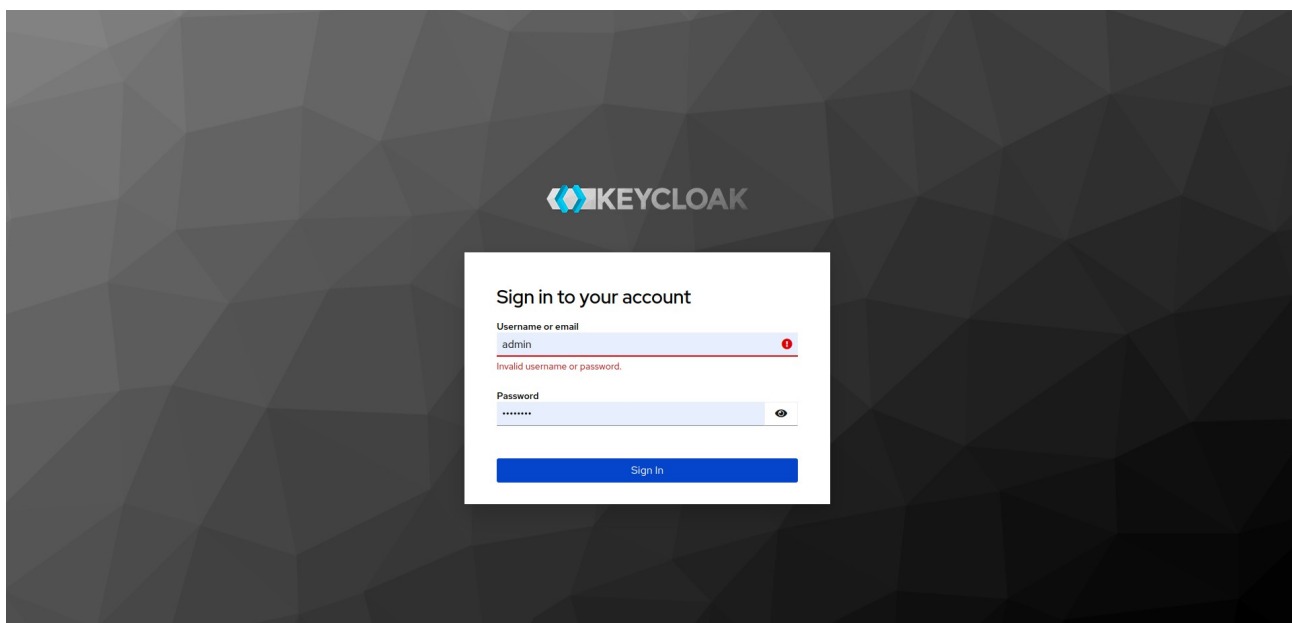 KEYCLOAK
Sign in to your account
Username or email
admin
Invalid username or password.
Password
••••••••
Sign In